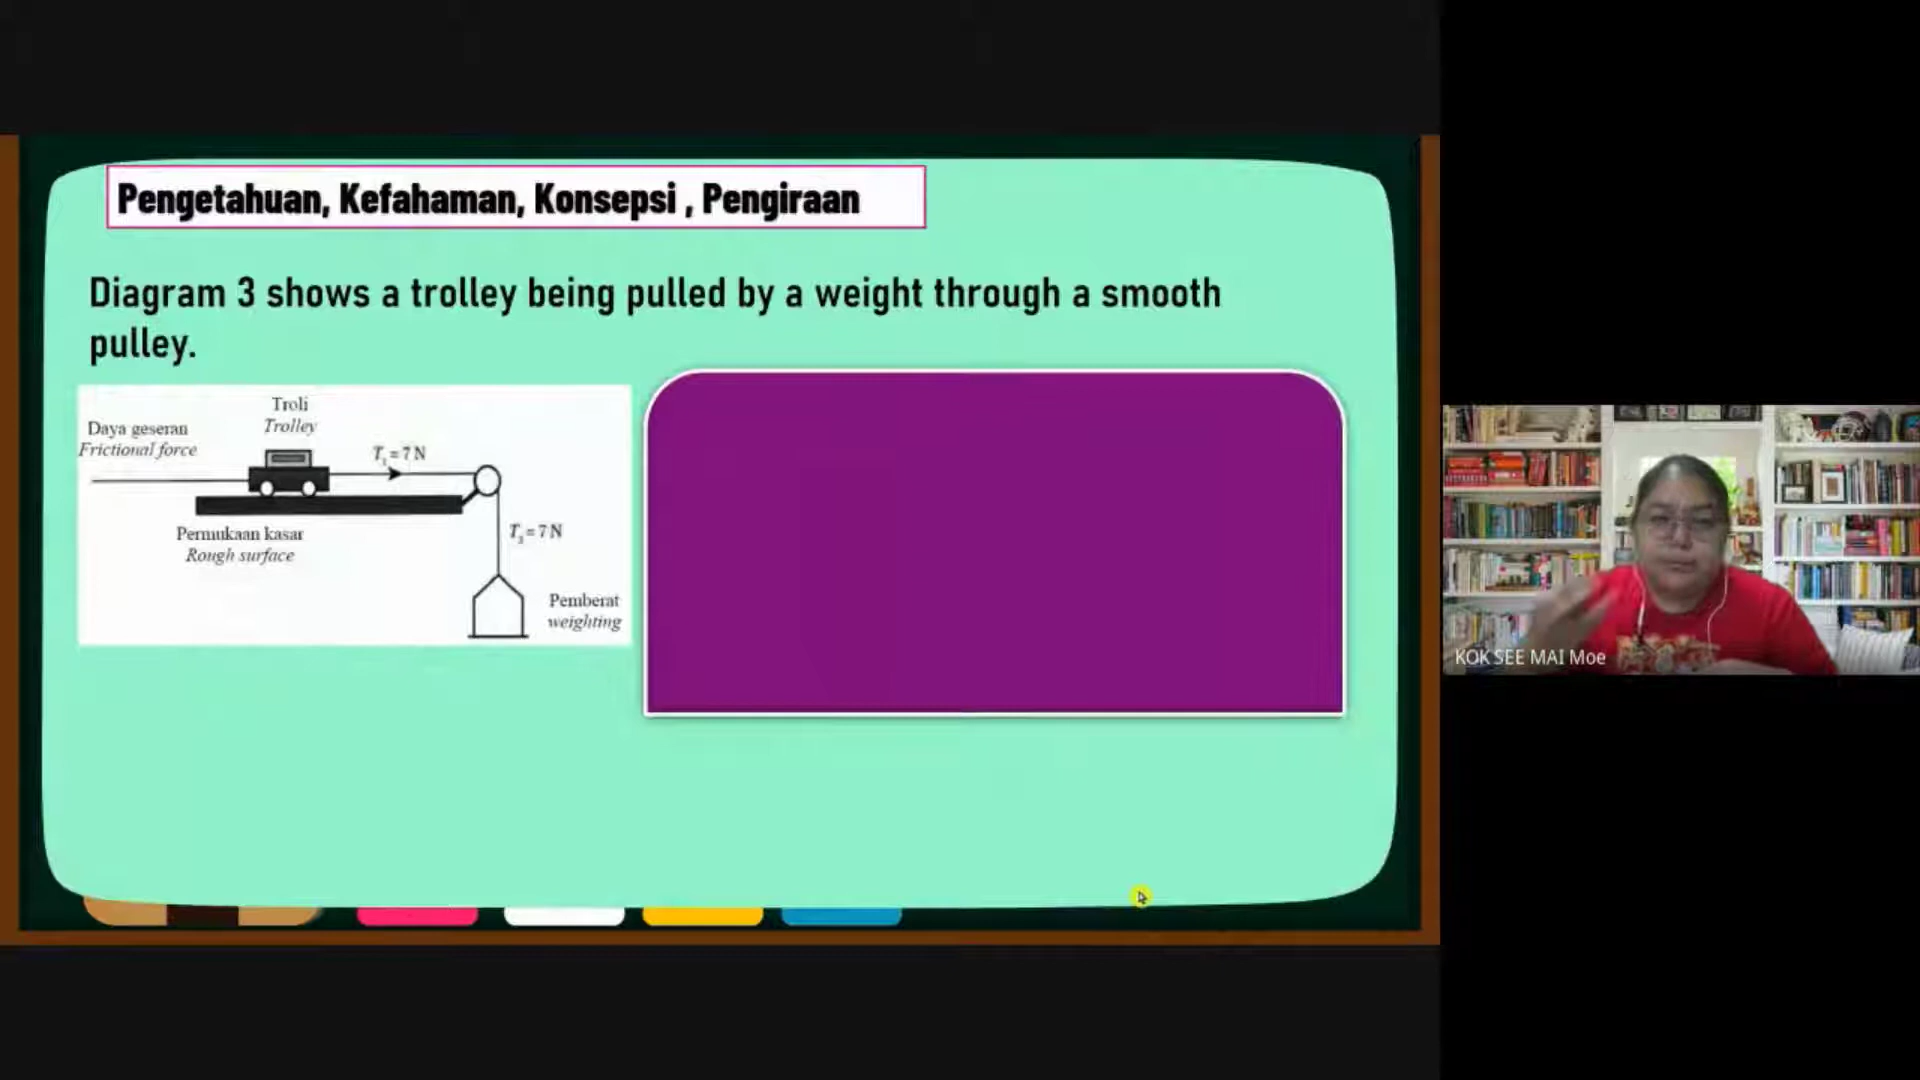 Pengetahuan, Kefahaman, Konsepsi , Pengiraan
Diagram 3 shows a trolley being pulled by a weight through a smooth
pulley.
Troli
Trolley
Daya geseran
Frictional force
T₁ = 7 N
Permukaan kasar
Rough surface
T₂ = 7 N
Pemberat
weighting
KOK SEE MAI Moe